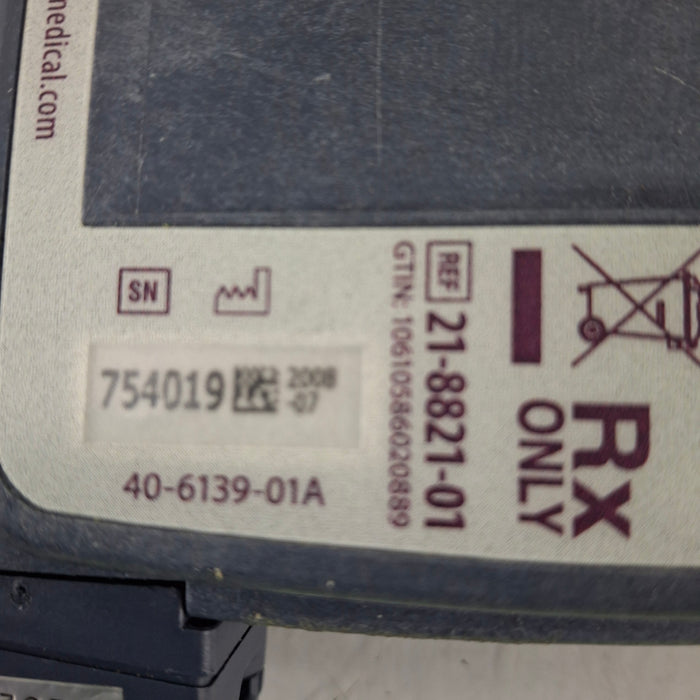 medical.com
SN
754019
2008
-07
40-6139-01A
REF 21-8821-01
GTIN: 10610586020889
Rx
ONLY